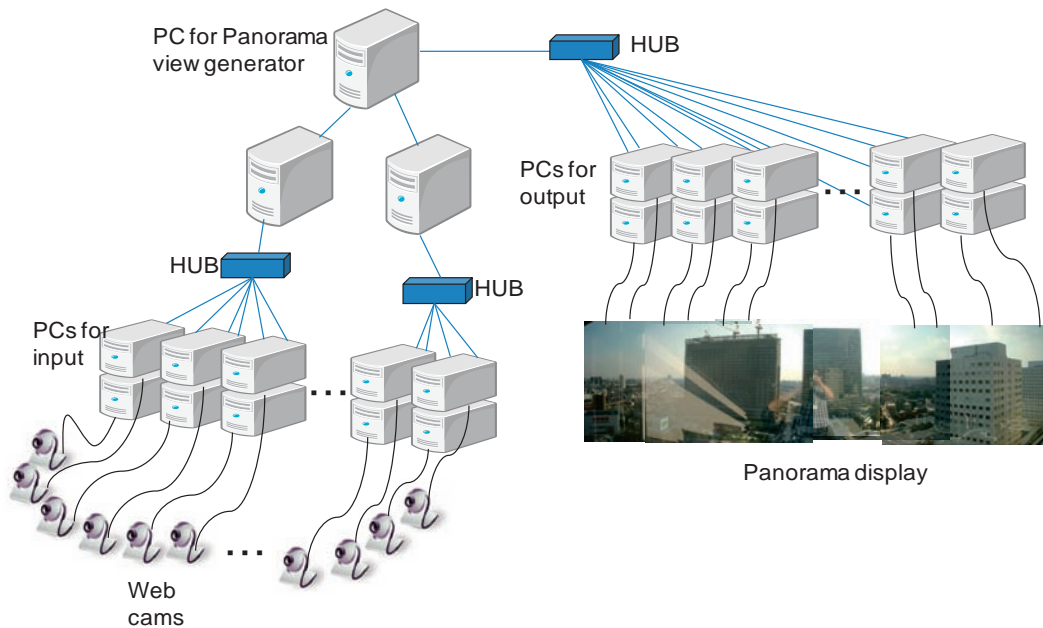 PC for Panorama
view generator
HUB
PCs for
output
HUB
HUB
PCs for
input
Panorama display
Web
cams